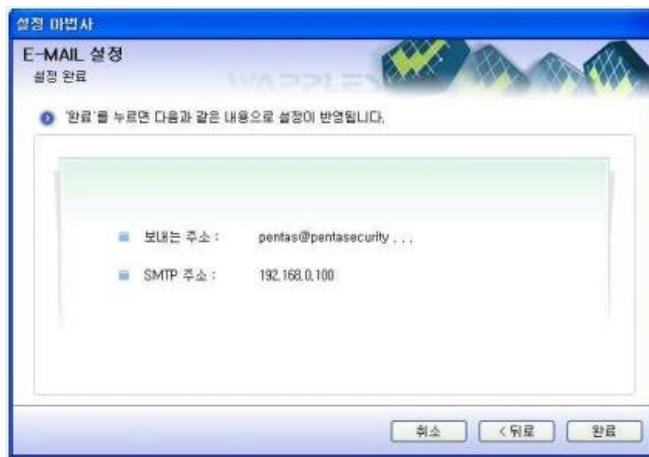 설정 마법사
E-MAIL 설정
설정 완료
WAPPLES
'완료'를 누르면 다음과 같은 내용으로 설정이 반영됩니다.
보내는 주소 : pentas@pentasecurity . . .
SMTP 주소 : 192.168.0.100
취소 < 뒤로 완료